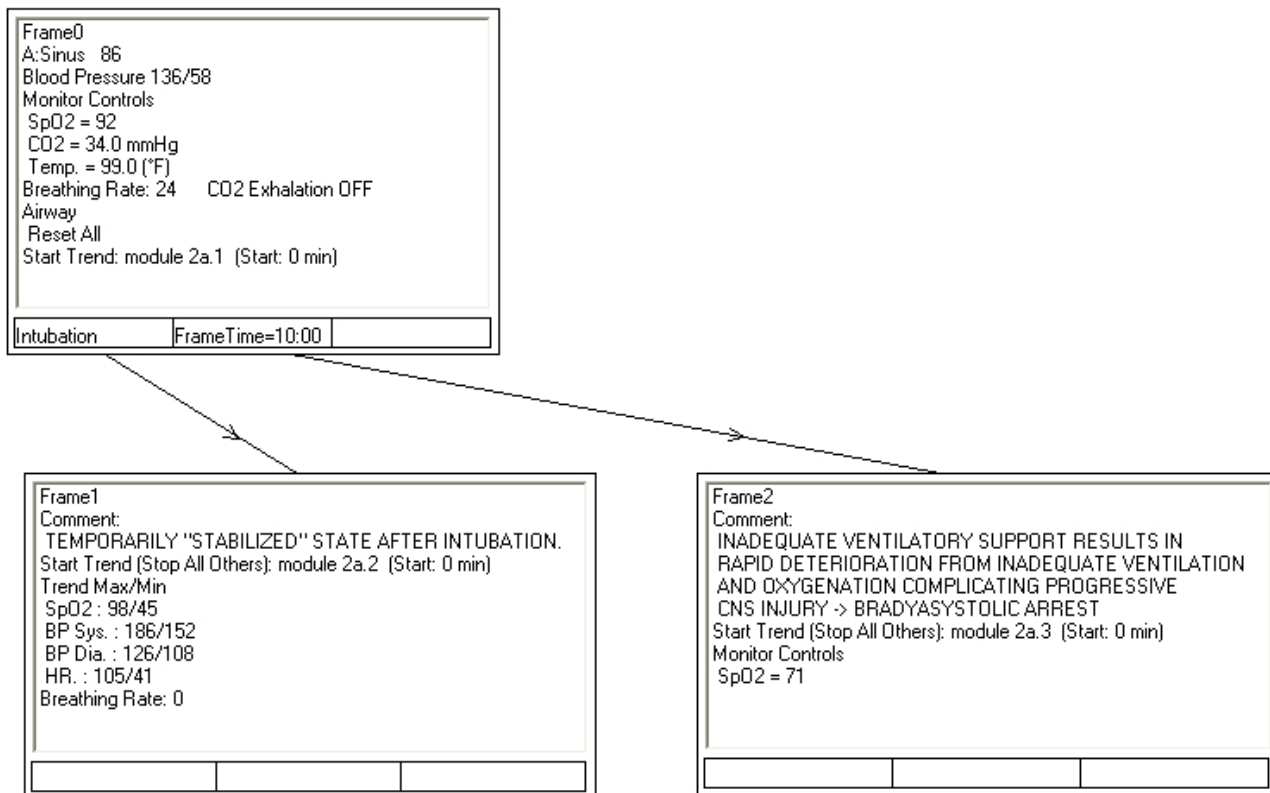 Frame0
A:Sinus 86
Blood Pressure 136/58
Monitor Controls
SpO2 = 92
CO2 = 34.0 mmHg
Temp. = 99.0 (°F)
Breathing Rate: 24 CO2 Exhalation OFF
Airway
Reset All
Start Trend: module 2a.1 (Start: 0 min)
Intubation FrameTime=10:00
Frame1
Comment:
TEMPORARILY "STABILIZED" STATE AFTER INTUBATION.
Start Trend (Stop All Others): module 2a.2 (Start: 0 min)
Trend Max/Min
SpO2 : 98/45
BP Sys. : 186/152
BP Dia. : 126/108
HR. : 105/41
Breathing Rate: 0
Frame2
Comment:
INADEQUATE VENTILATORY SUPPORT RESULTS IN
RAPID DETERIORATION FROM INADEQUATE VENTILATION
AND OXYGENATION COMPLICATING PROGRESSIVE
CNS INJURY -> BRADYASYSTOLIC ARREST
Start Trend (Stop All Others): module 2a.3 (Start: 0 min)
Monitor Controls
SpO2 = 71